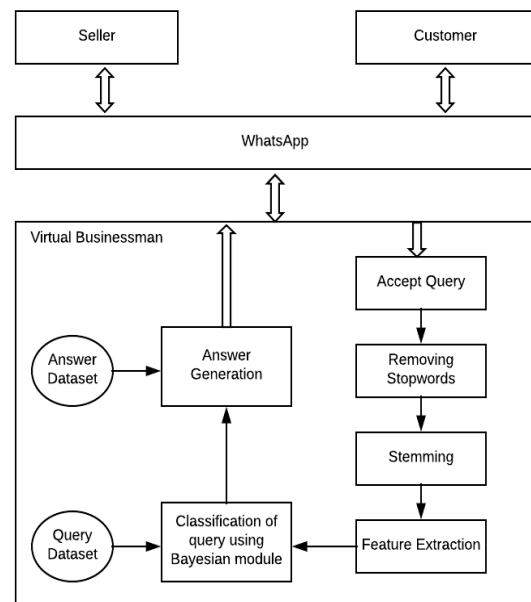 Seller
Customer
WhatsApp
Virtual Businessman
Accept Query
Answer
Dataset
Answer
Generation
Removing
Stopwords
Stemming
Query
Dataset
Classification of
query using
Bayesian module
Feature Extraction